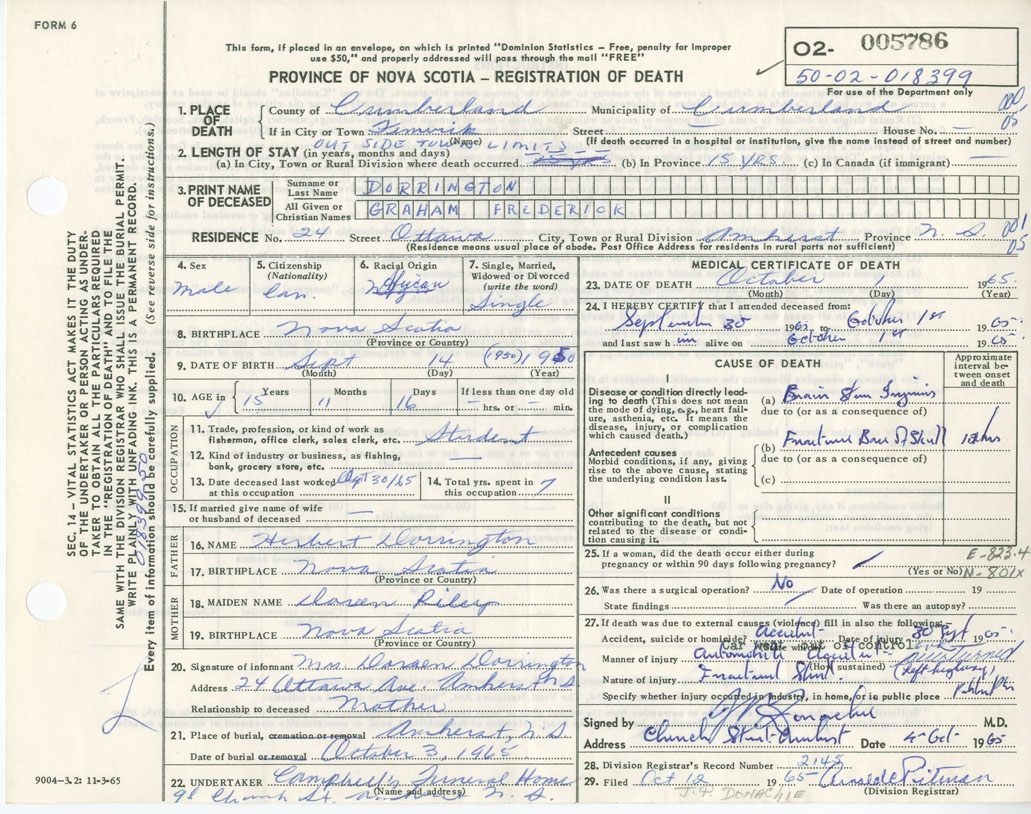 FORM 6
This form, if placed in an envelope, on which is printed "Dominion Statistics — Free, penalty for improper
use $50," and properly addressed will pass through the mail "FREE"
PROVINCE OF NOVA SCOTIA — REGISTRATION OF DEATH
O2- 005786
50-02-018399
For use of the Department only
1. PLACE OF DEATH
County of Cumberland Municipality of Cumberland
If in City or Town Fenwick Street House No. —
(Name) (If death occurred in a hospital or institution, give the name instead of street and number)
OUT SIDE TOWN LIMITS
2. LENGTH OF STAY (in years, months and days)
(a) In City, Town or Rural Division where death occurred (b) In Province 15 YRS. (c) In Canada (if immigrant) —
3. PRINT NAME OF DECEASED
Surname or Last Name DORRINGTON
All Given or Christian Names GRAHAM FREDERICK
RESIDENCE No. 24 Street Ottawa City, Town or Rural Division Amherst Province N. S.
(Residence means usual place of abode. Post Office Address for residents in rural parts not sufficient)
001
05
4. Sex
Male
5. Citizenship (Nationality)
Can.
6. Racial Origin
7. Single, Married, Widowed or Divorced (write the word)
Single
8. BIRTHPLACE Nova Scotia
(Province or Country)
9. DATE OF BIRTH Sept 14 (1950) 1950
(Month) (Day) (Year)
10. AGE in Years 15 Months 11 Days 16 If less than one day old — hrs. or — min.
OCCUPATION
11. Trade, profession, or kind of work as fisherman, office clerk, sales clerk, etc. Student
12. Kind of industry or business, as fishing, bank, grocery store, etc. —
13. Date deceased last worked at this occupation Sept 30/65
14. Total yrs. spent in this occupation 7
15. If married give name of wife or husband of deceased —
FATHER
16. NAME Herbert Dorrington
17. BIRTHPLACE Nova Scotia
(Province or Country)
MOTHER
18. MAIDEN NAME Doreen Riley
19. BIRTHPLACE Nova Scotia
(Province or Country)
20. Signature of informant Mrs Doreen Dorrington
Address 24 Ottawa Ave. Amherst N S
Relationship to deceased Mother
21. Place of burial, cremation or removal Amherst, N.S.
Date of burial or removal October 3, 1965
22. UNDERTAKER Campbell's Funeral Home
(Name and address)
98 Church St. Amherst N. S.
MEDICAL CERTIFICATE OF DEATH
23. DATE OF DEATH October 1 1965
(Month) (Day) (Year)
24. I HEREBY CERTIFY that I attended deceased from:
September 30 1965 to October 1st 1965
and last saw him alive on October 1st 1965
CAUSE OF DEATH
Approximate interval between onset and death
I
Disease or condition directly leading to death (This does not mean the mode of dying, e.g., heart failure, asthenia, etc. It means the disease, injury, or complication which caused death.)
(a) Brain Stem Injuries
due to (or as a consequence of)
Antecedent causes
Morbid conditions, if any, giving rise to the above cause, stating the underlying condition last.
(b) Fracture Base of Skull
due to (or as a consequence of)
(c)
II
Other significant conditions contributing to the death, but not related to the disease or condition causing it.
25. If a woman, did the death occur either during pregnancy or within 90 days following pregnancy?
(Yes or No)
E-823.4
N-801X
26. Was there a surgical operation? No Date of operation 19
State findings Was there an autopsy?
27. If death was due to external causes (violence) fill in also the following—
Accident, suicide or homicide? Accident Date of injury 30 Sept 1965
Car went out of control
Manner of injury Automobile overturned
(How sustained) (left highway)
Nature of injury Fractured Skull
Specify whether injury occurred in industry, in home, or in public place
Signed by M.D.
Address Church Street Amherst Date 4 Oct 1965
28. Division Registrar's Record Number 2145
29. Filed Oct 12 1965
(Division Registrar)
J. P. DONACHIE
9004-3.2: 11-3-65
SEC. 14 — VITAL STATISTICS ACT MAKES IT THE DUTY
OF THE UNDERTAKER OR PERSON ACTING AS UNDER-
TAKER TO OBTAIN ALL THE PARTICULARS REQUIRED
IN THE "REGISTRATION OF DEATH" AND TO FILE THE
SAME WITH THE DIVISION REGISTRAR WHO SHALL ISSUE THE BURIAL PERMIT.
WRITE PLAINLY WITH UNFADING INK. THIS IS A PERMANENT RECORD.
Every item of information should be carefully supplied. (See reverse side for instructions.)